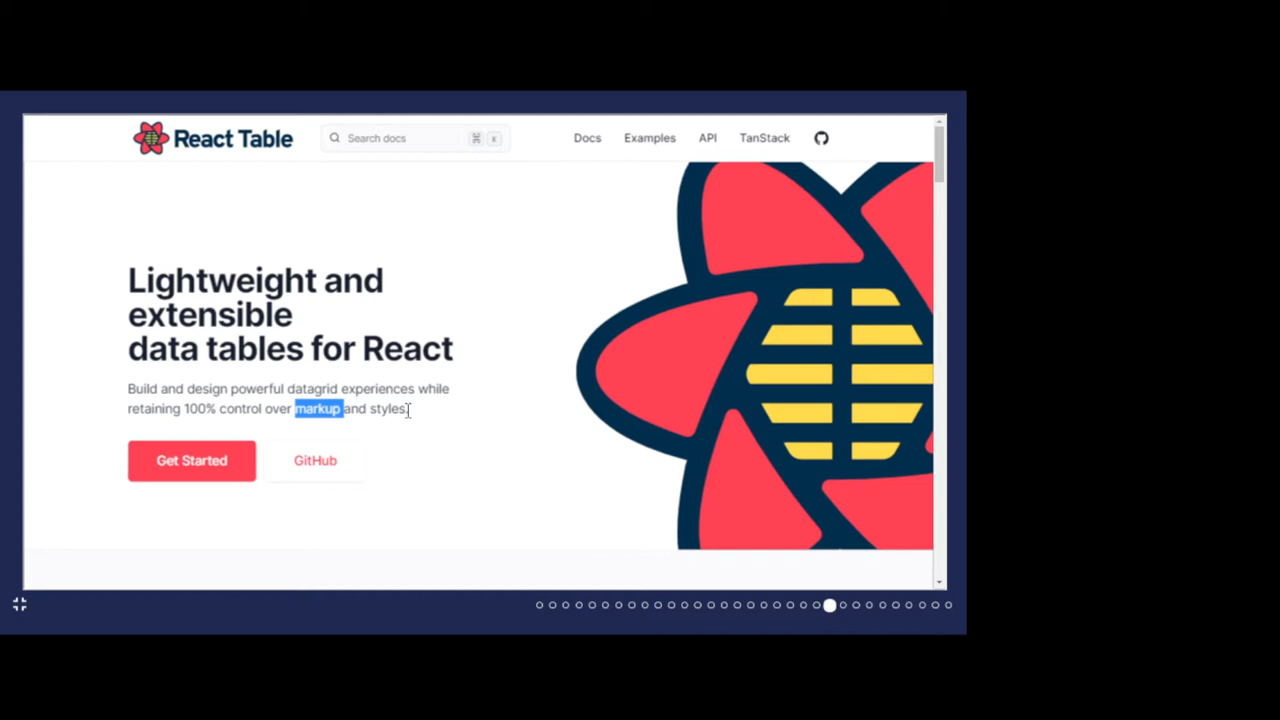 React Table
Search docs
⌘ K
Docs
Examples
API
TanStack
Lightweight and
extensible
data tables for React
Build and design powerful datagrid experiences while
retaining 100% control over markup and styles.
Get Started
GitHub